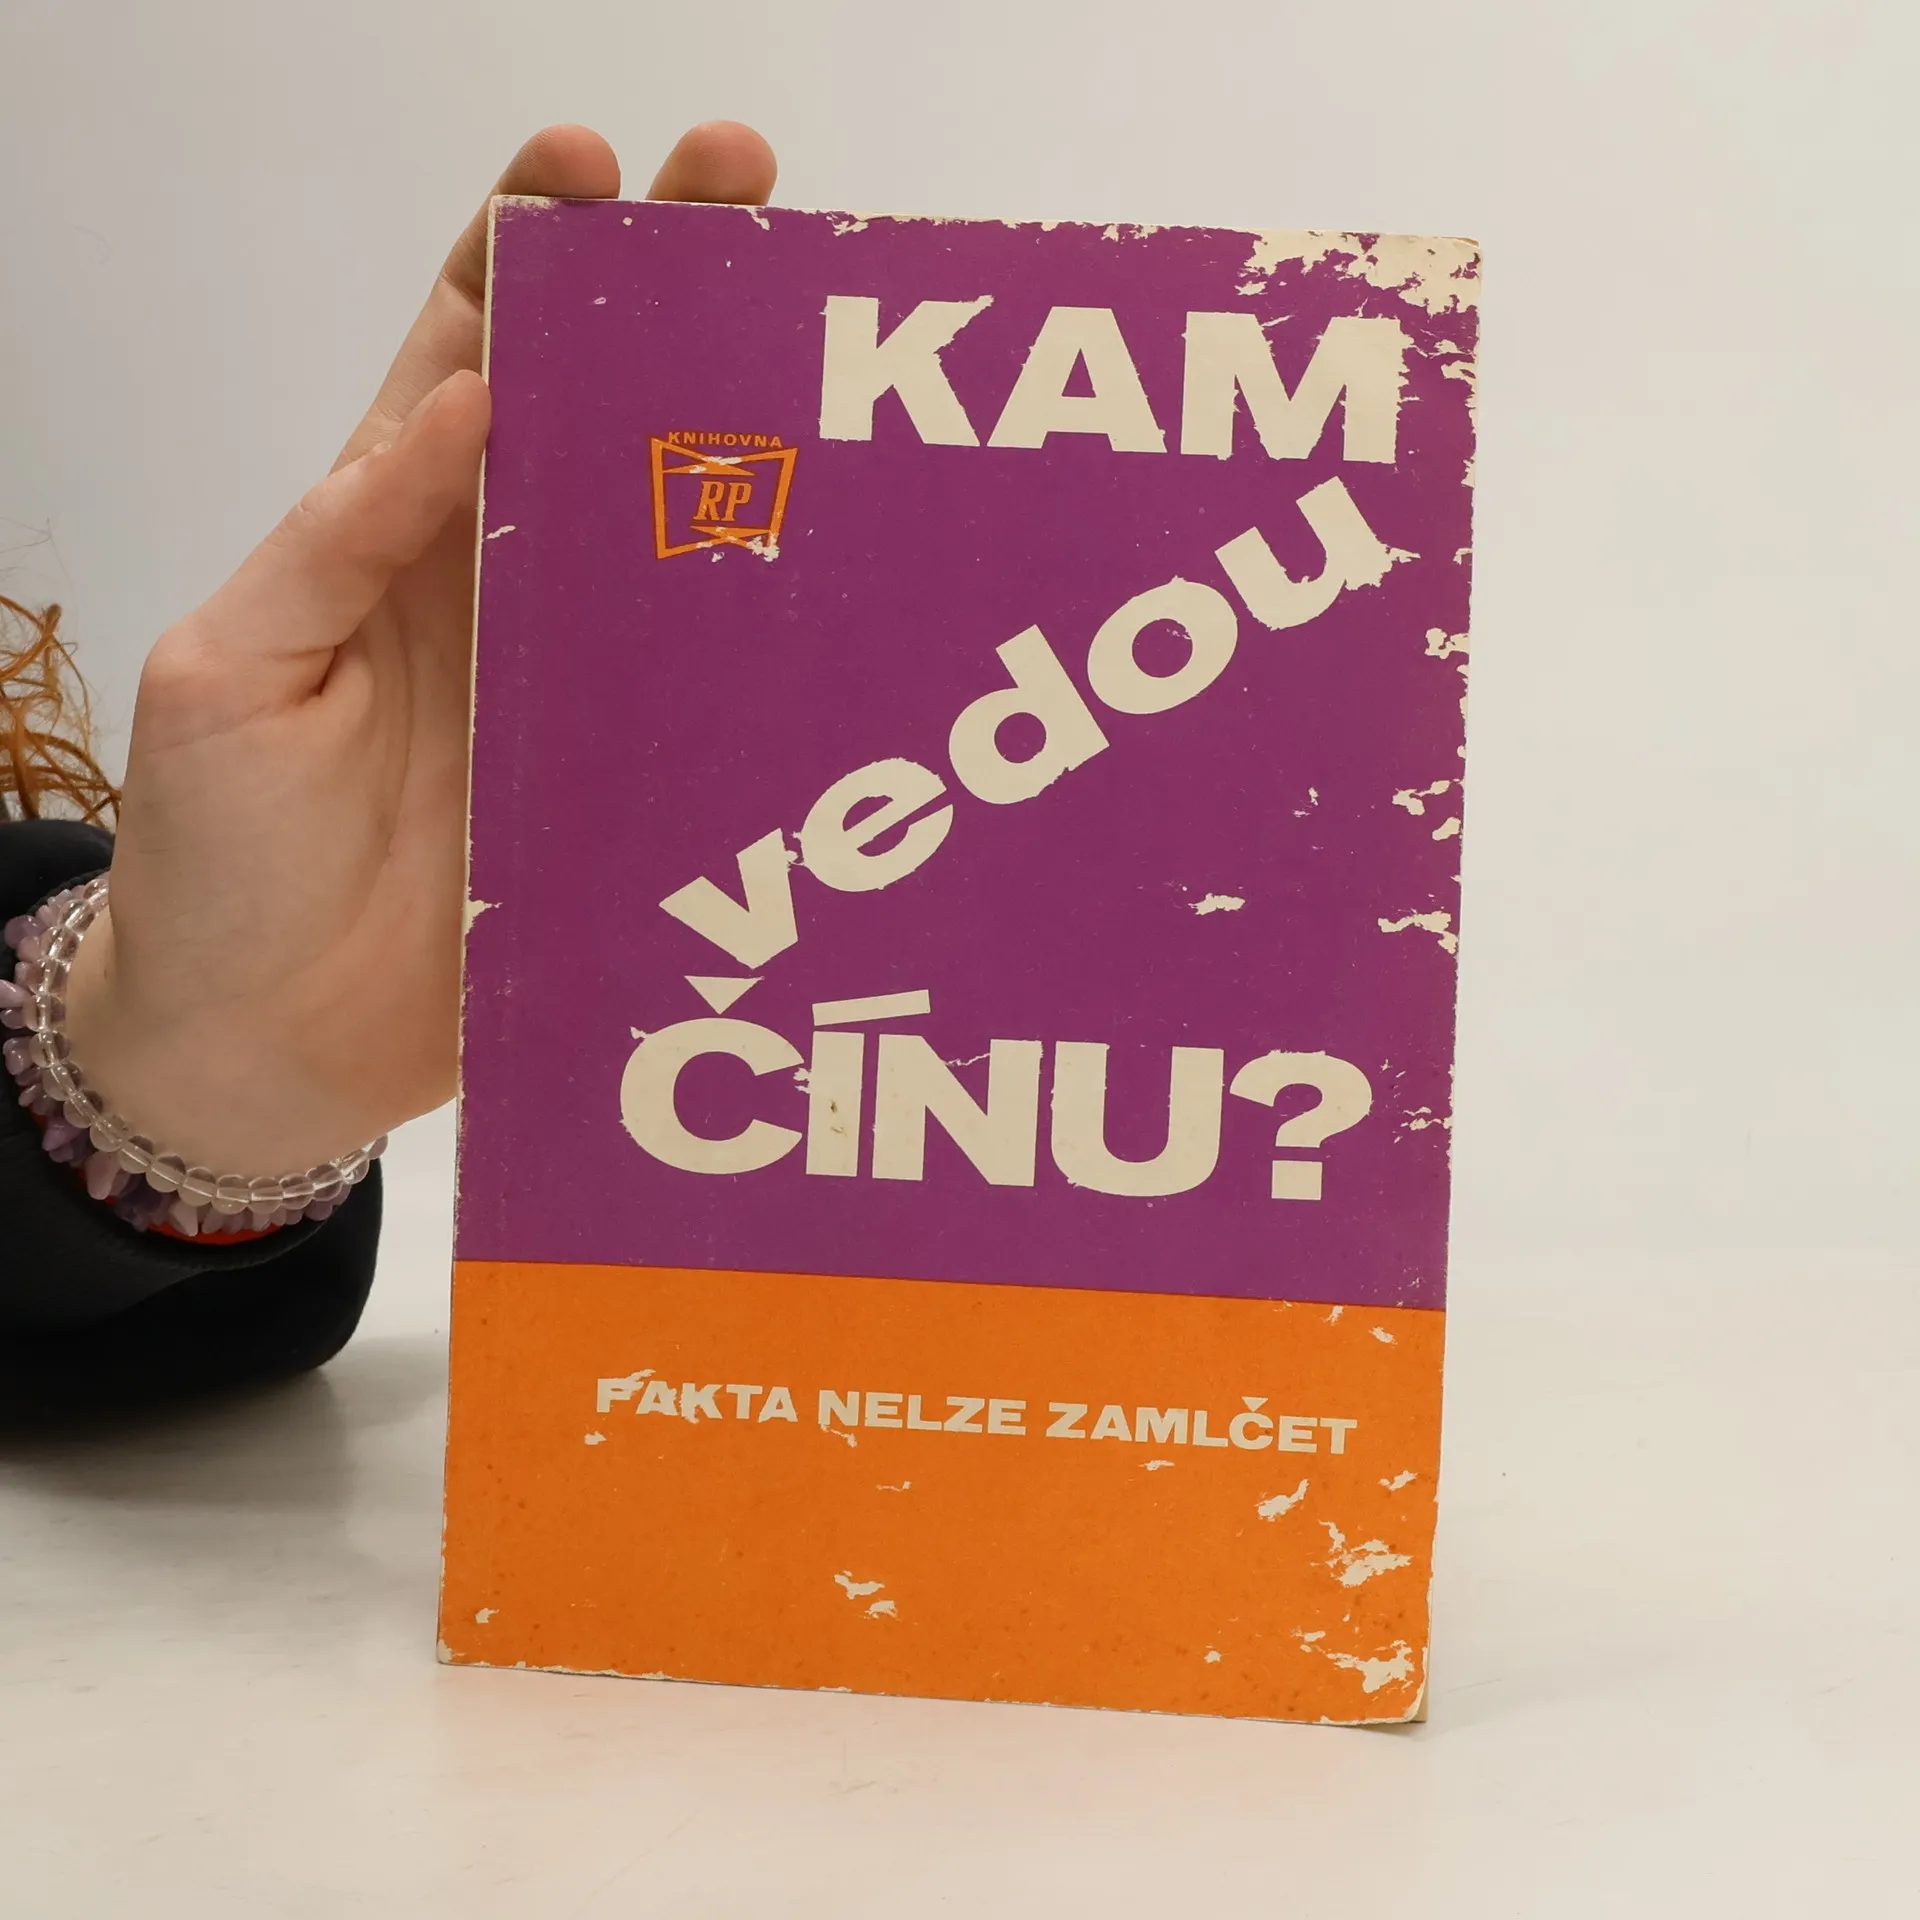 KAM
KNIHOVNA
RP
vedou
ČÍNU?
FAKTA NELZE ZAMLČET